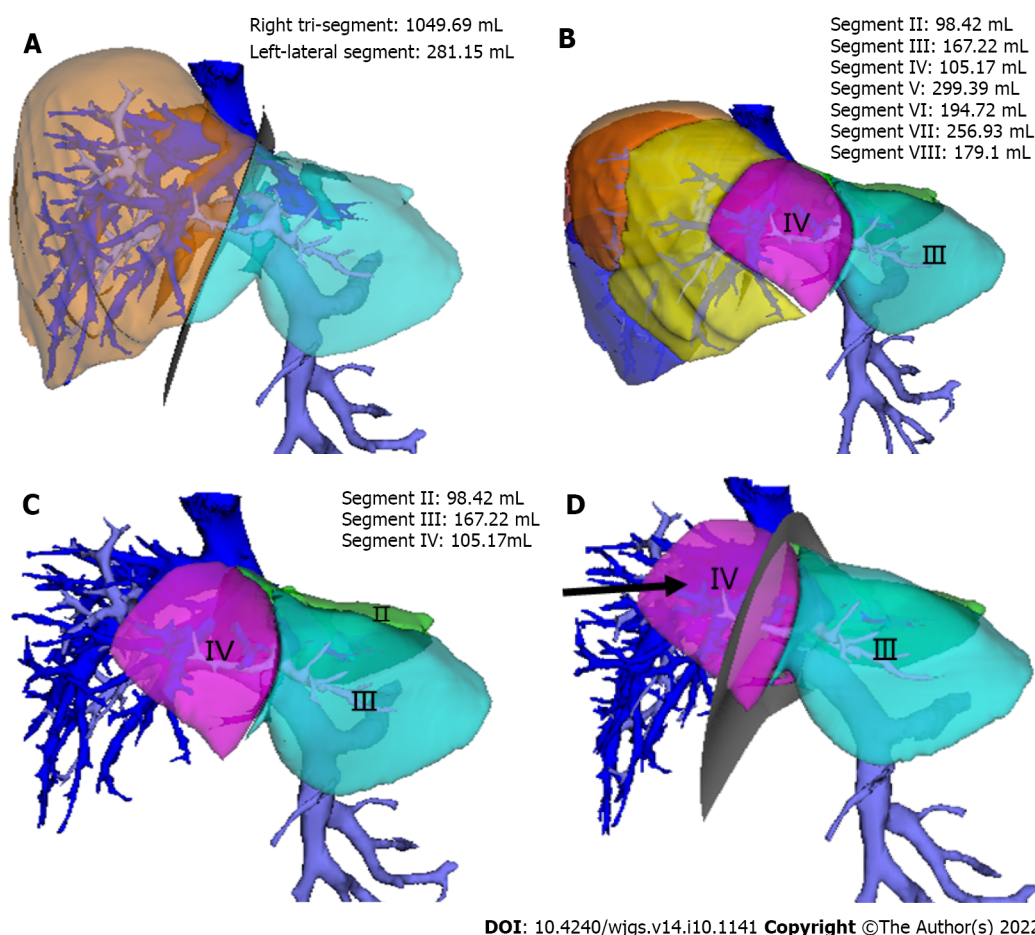 A
Right tri-segment: 1049.69 mL
Left-lateral segment: 281.15 mL
B
Segment II: 98.42 mL
Segment III: 167.22 mL
Segment IV: 105.17 mL
Segment V: 299.39 mL
Segment VI: 194.72 mL
Segment VII: 256.93 mL
Segment VIII: 179.1 mL
IV
III
C
Segment II: 98.42 mL
Segment III: 167.22 mL
Segment IV: 105.17mL
II
IV
III
D
IV
III
DOI: 10.4240/wjgs.v14.i10.1141 Copyright ©The Author(s) 2022